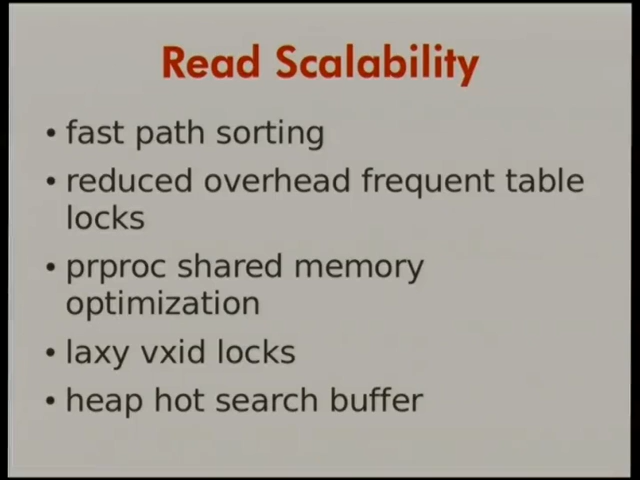 Read Scalability
• fast path sorting
• reduced overhead frequent table
locks
• prproc shared memory
optimization
• laxy vxid locks
• heap hot search buffer